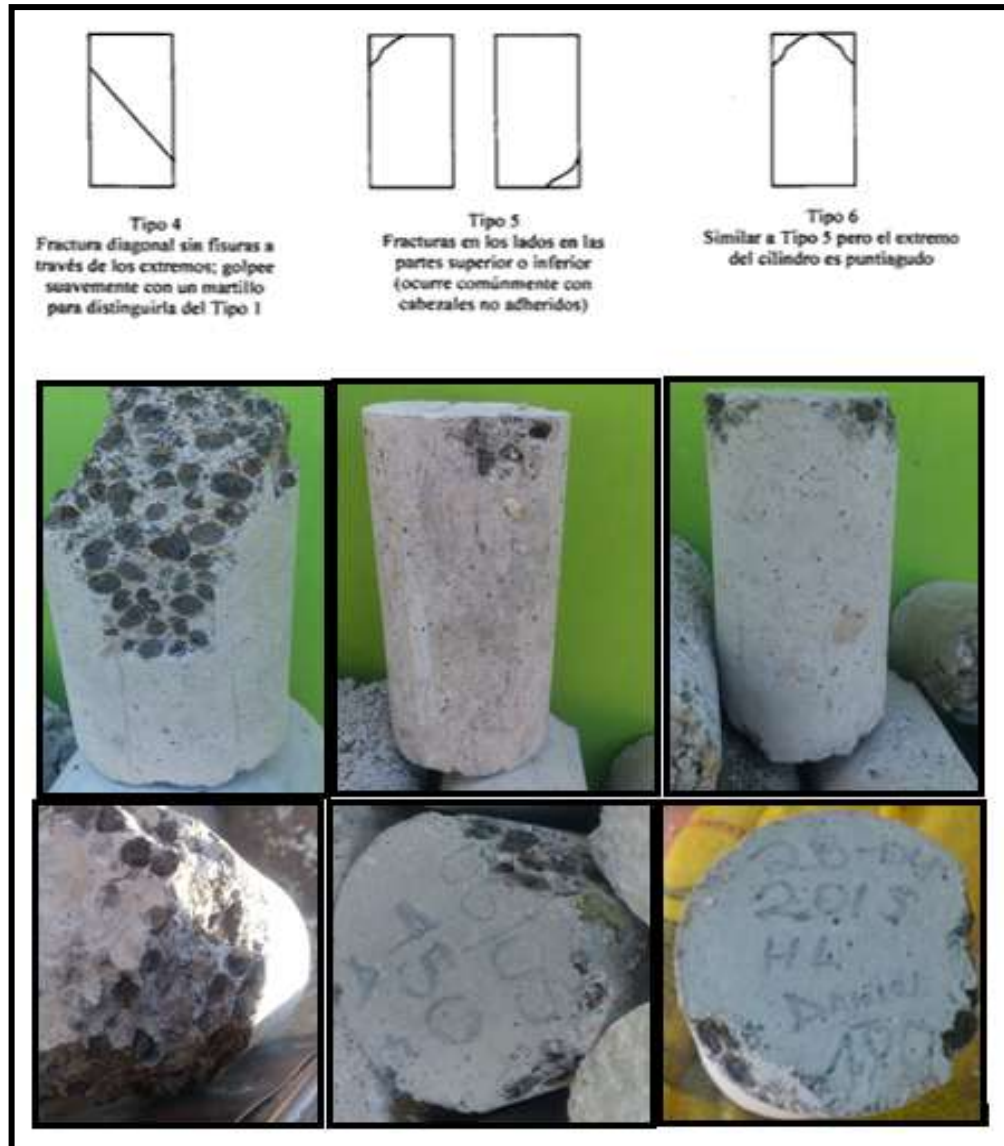 Tipo 4
Fractura diagonal sin fisuras a
través de los extremos; golpee
suavemente con un martillo
para distinguirla del Tipo 1
Tipo 5
Fracturas en los lados en las
partes superior o inferior
(ocurre comúnmente con
cabezales no adheridos)
Tipo 6
Similar a Tipo 5 pero el extremo
del cilindro es puntiagudo
450
H4.